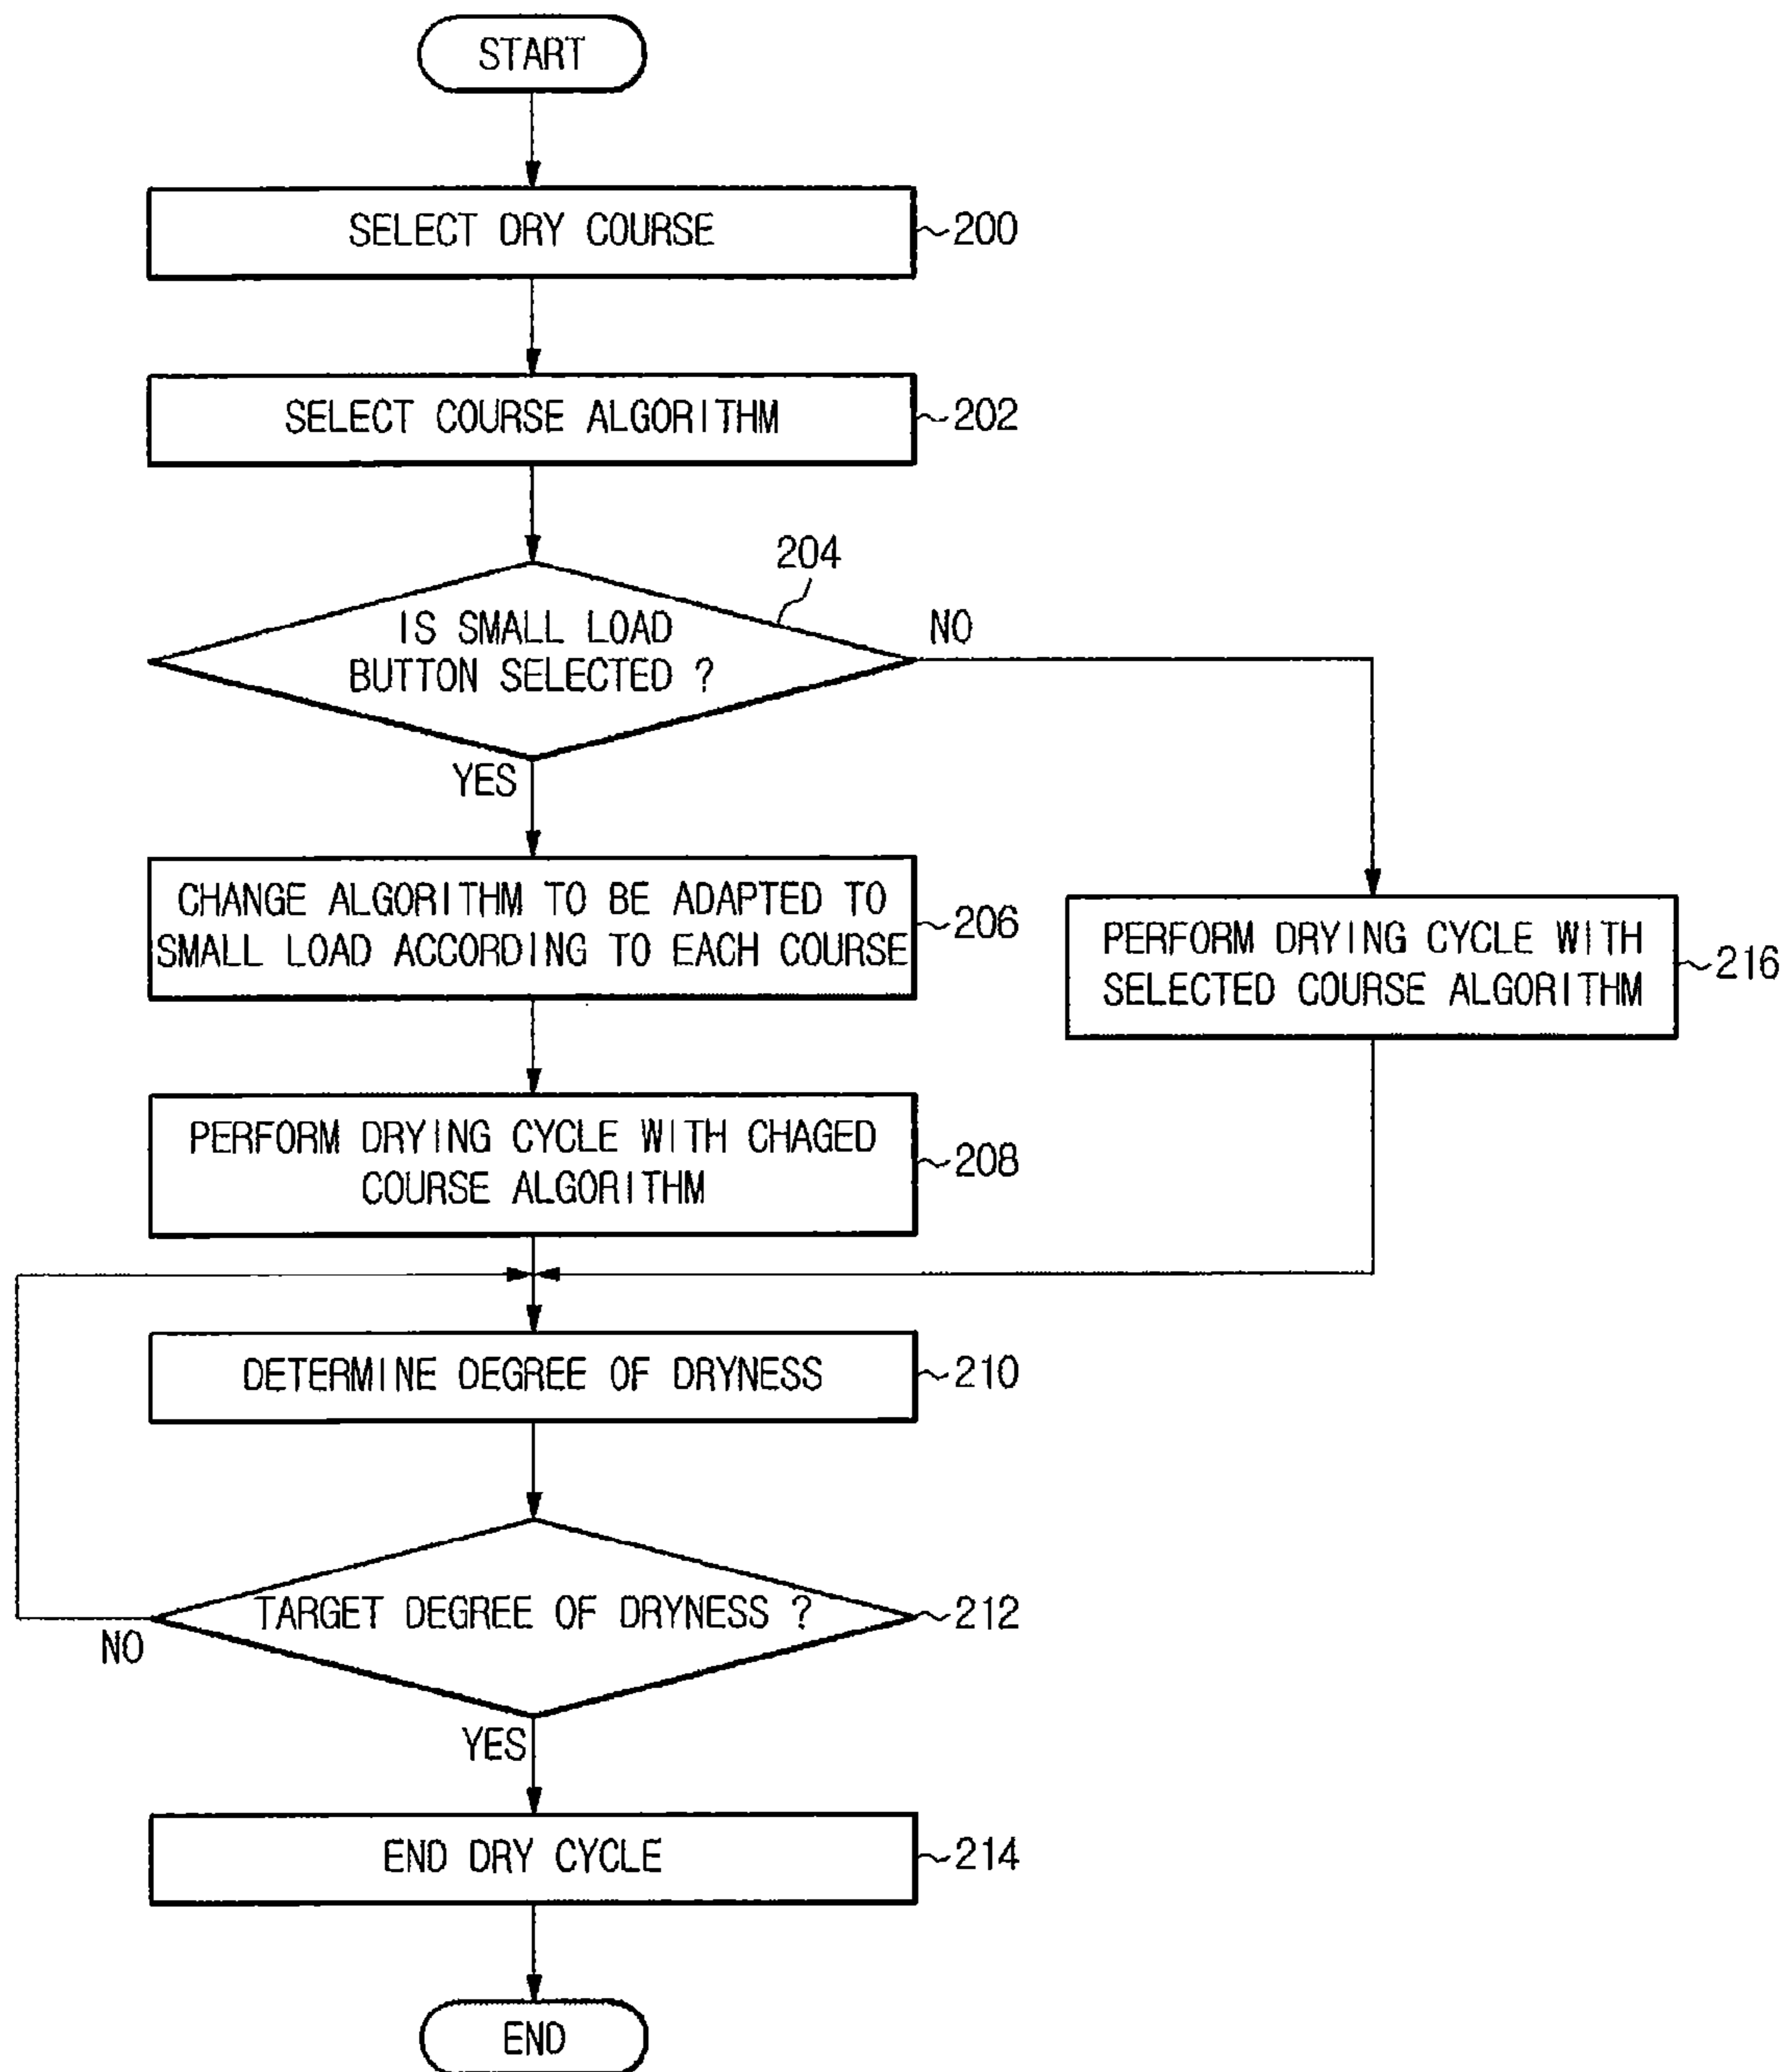 START
SELECT DRY COURSE
200
SELECT COURSE ALGORITHM
202
204
IS SMALL LOAD
BUTTON SELECTED ?
NO
YES
CHANGE ALGORITHM TO BE ADAPTED TO
SMALL LOAD ACCORDING TO EACH COURSE
206
PERFORM DRYING CYCLE WITH
SELECTED COURSE ALGORITHM
216
PERFORM DRYING CYCLE WITH CHAGED
COURSE ALGORITHM
208
DETERMINE DEGREE OF DRYNESS
210
TARGET DEGREE OF DRYNESS ?
212
NO
YES
END DRY CYCLE
214
END